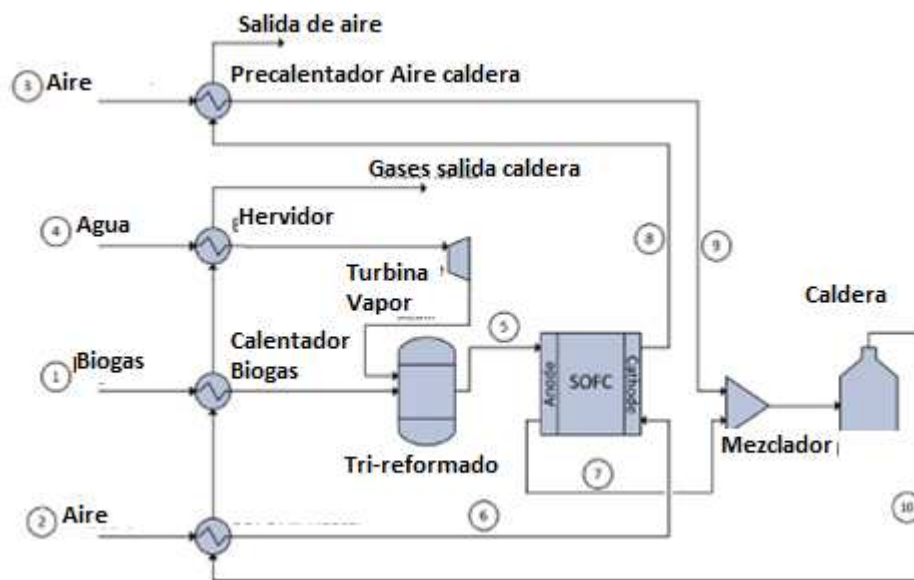 Salida de aire
3 Aire
Precalentador Aire caldera
Gases salida caldera
4 Agua
Hervidor
8
9
Turbina
Vapor
Caldera
5
1 Biogas
Calentador
Biogas
Anode
SOFC
Cathode
Mezclador
Tri-reformado
7
2 Aire
6
10